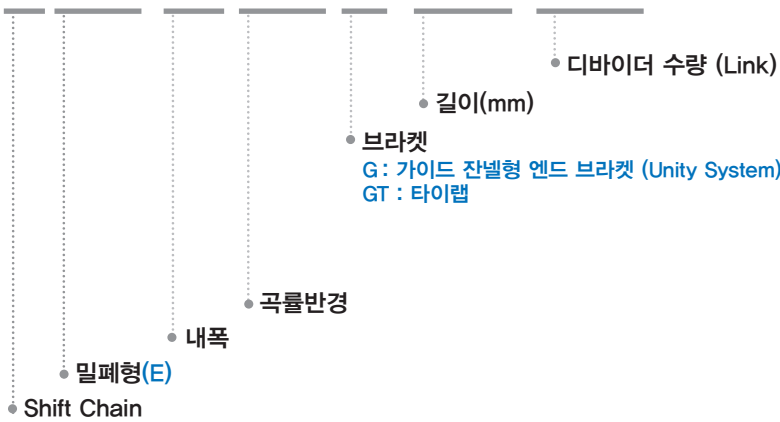 디바이더 수량 (Link)
길이(mm)
브라켓
G : 가이드 잔넬형 엔드 브라켓 (Unity System)
GT : 타이랩
곡률반경
내폭
밀폐형(E)
Shift Chain